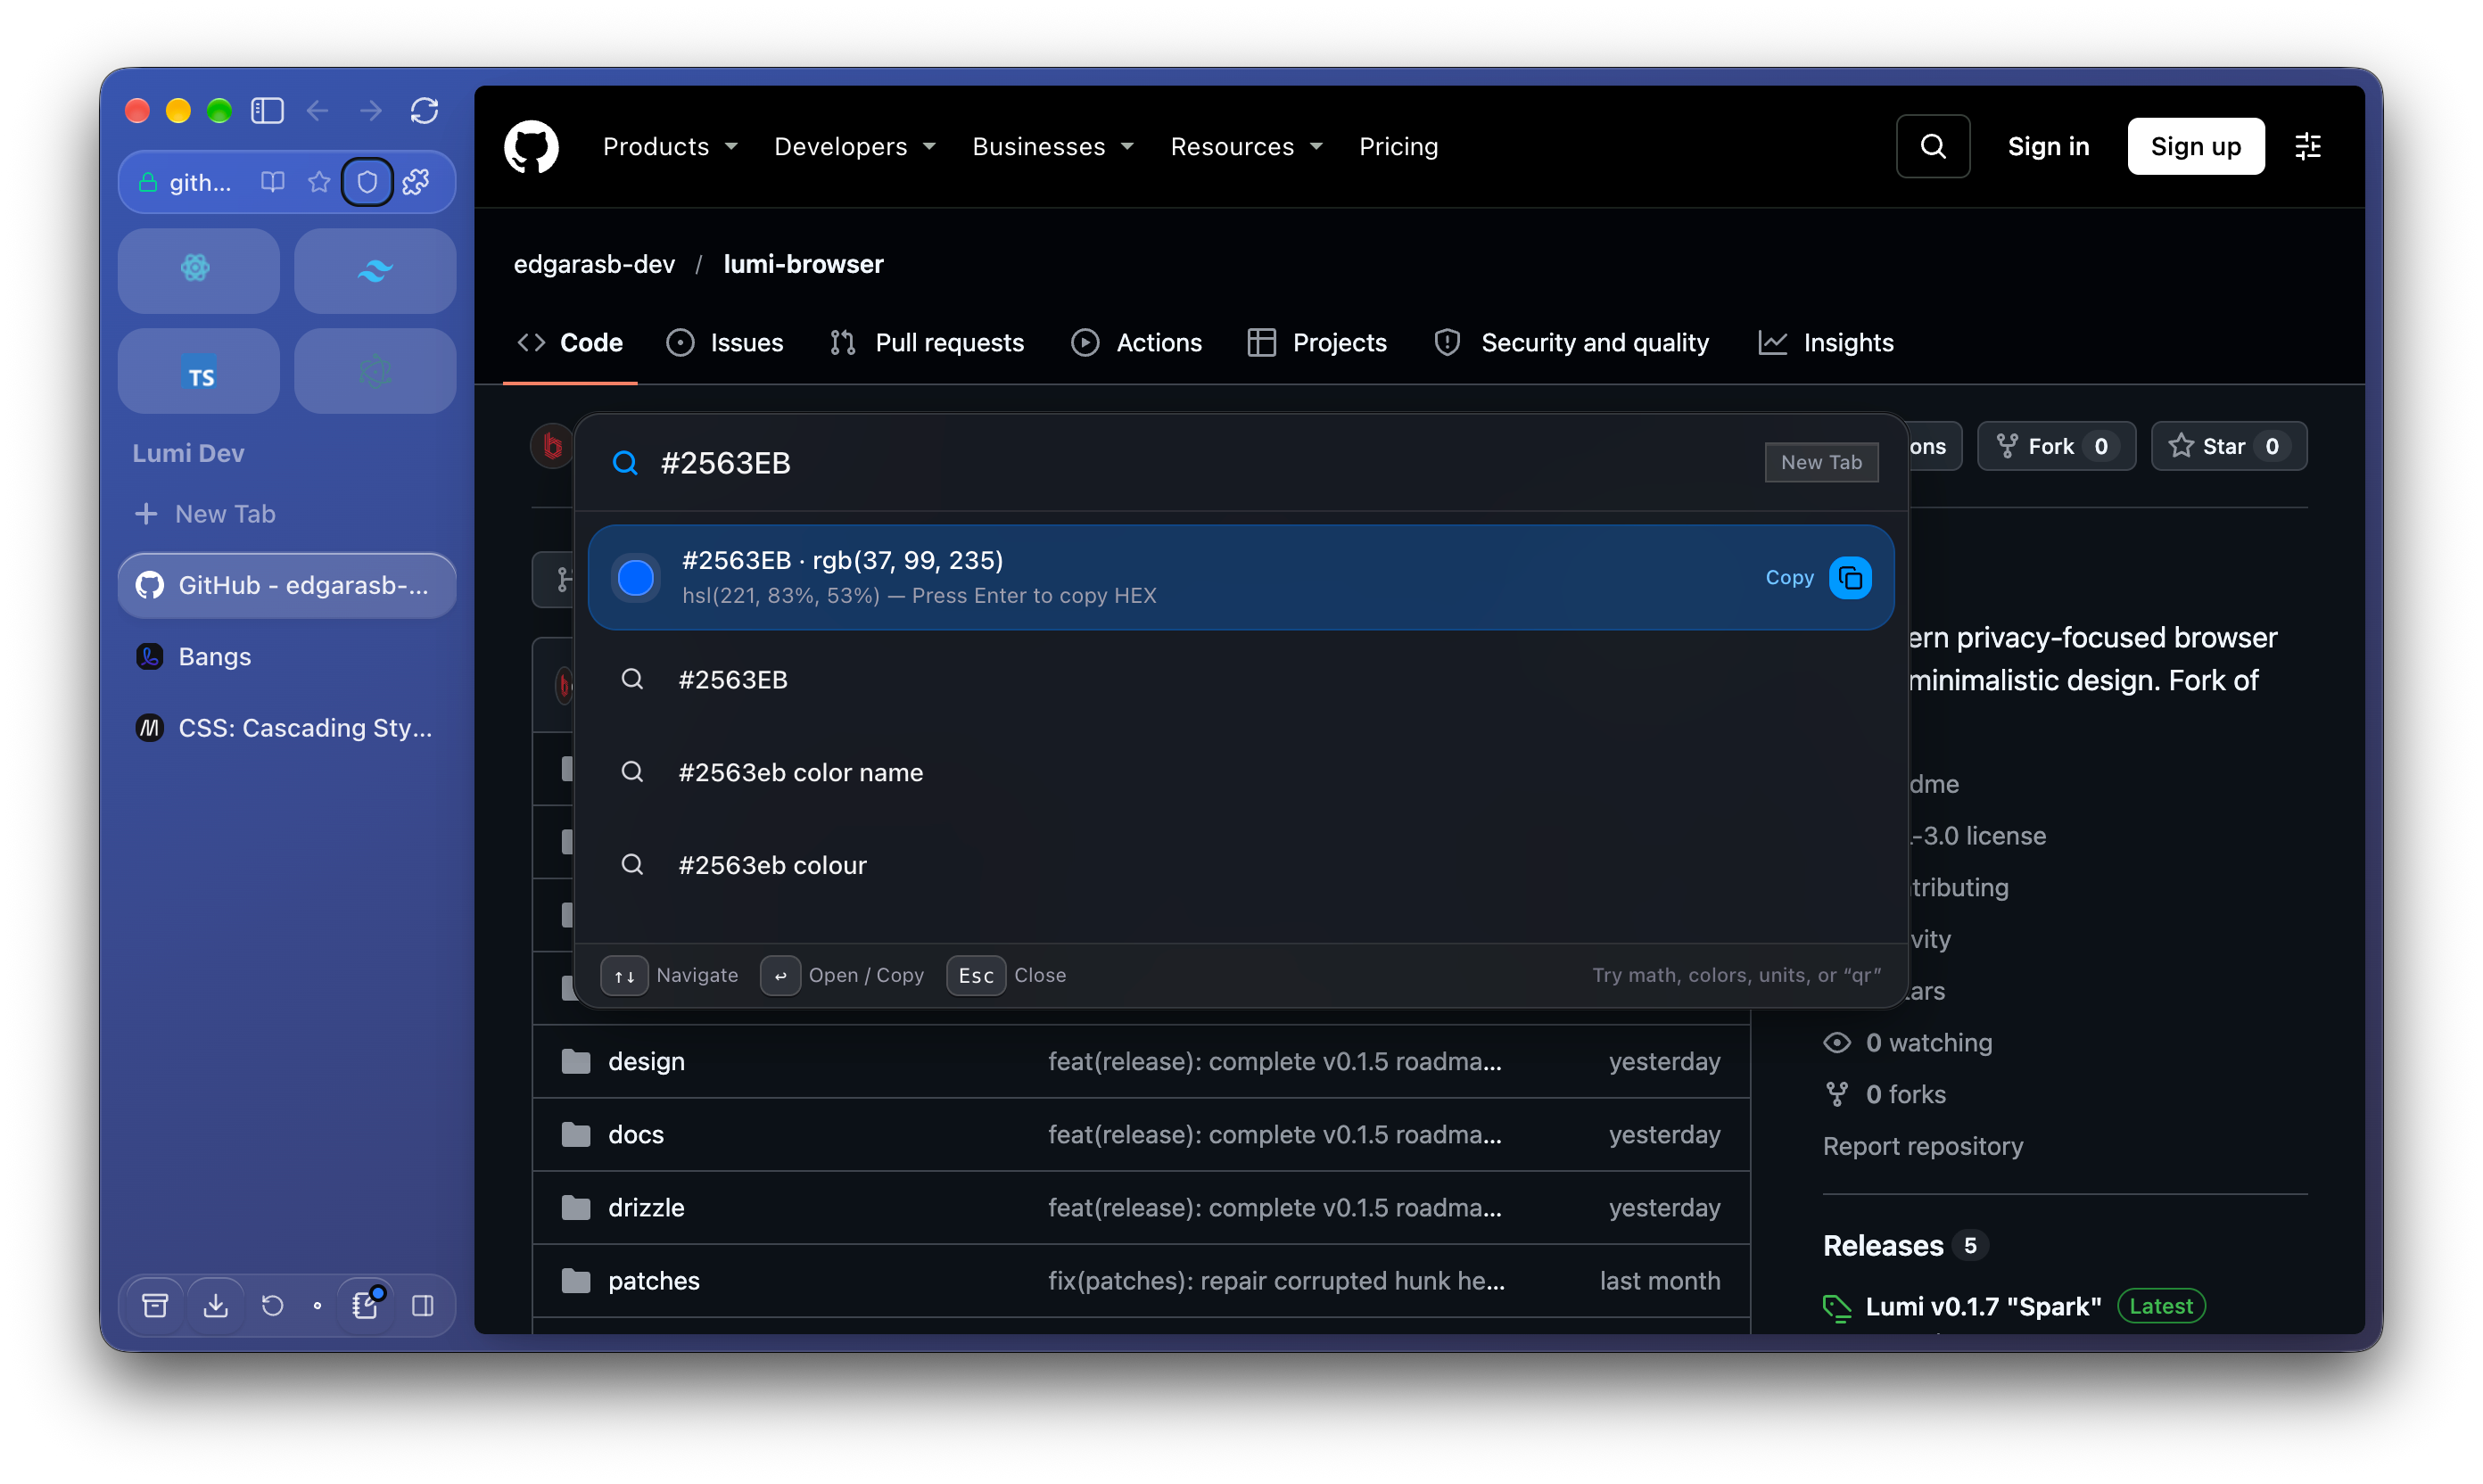 gith...
TS
Lumi Dev
New Tab
GitHub - edgarasb-...
Bangs
CSS: Cascading Sty...
Products
Developers
Businesses
Resources
Pricing
Sign in
Sign up
edgarasb-dev / lumi-browser
Code
Issues
Pull requests
Actions
Projects
Security and quality
Insights
ons
Fork 0
Star 0
#2563EB
New Tab
#2563EB · rgb(37, 99, 235)
hsl(221, 83%, 53%) — Press Enter to copy HEX
Copy
#2563EB
#2563eb color name
#2563eb colour
↑↓ Navigate
↩ Open / Copy
Esc Close
Try math, colors, units, or “qr”
design feat(release): complete v0.1.5 roadma... yesterday
docs feat(release): complete v0.1.5 roadma... yesterday
drizzle feat(release): complete v0.1.5 roadma... yesterday
patches fix(patches): repair corrupted hunk he... last month
ern privacy-focused browser
minimalistic design. Fork of
dme
-3.0 license
tributing
vity
ars
0 watching
0 forks
Report repository
Releases 5
Lumi v0.1.7 "Spark" Latest